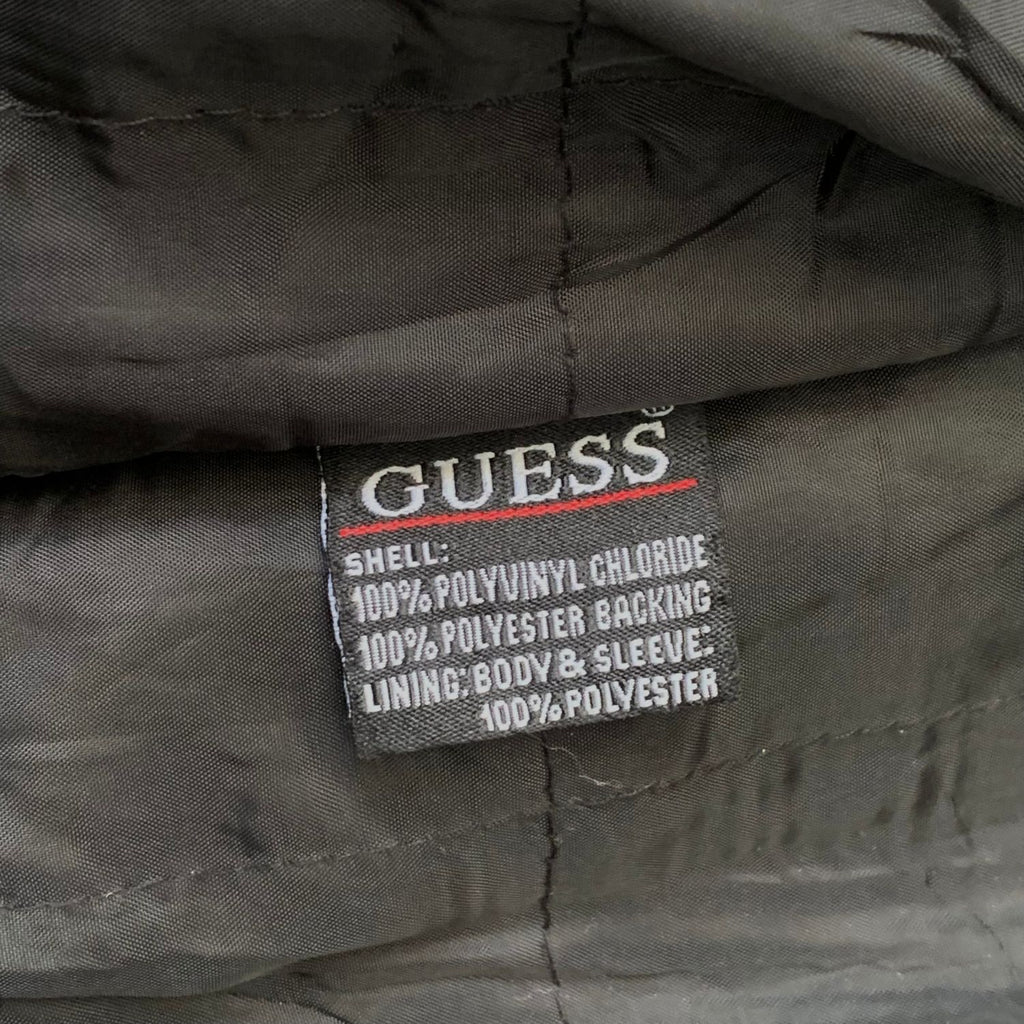 GUESS
SHELL:
100% POLYVINYL CHLORIDE
100% POLYESTER BACKING
LINING: BODY & SLEEVE:
100% POLYESTER